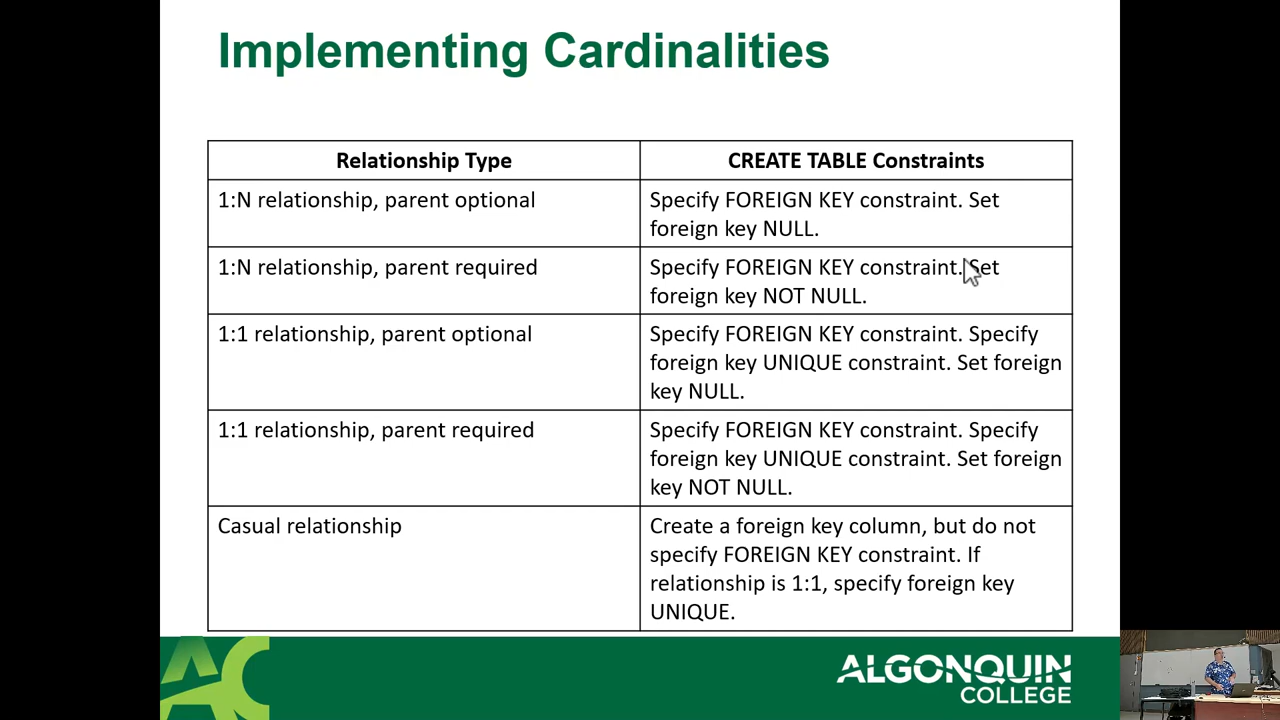 Implementing Cardinalities
Relationship Type
CREATE TABLE Constraints
1:N relationship, parent optional
Specify FOREIGN KEY constraint. Set
foreign key NULL.
1:N relationship, parent required
Specify FOREIGN KEY constraint. Set
foreign key NOT NULL.
1:1 relationship, parent optional
Specify FOREIGN KEY constraint. Specify
foreign key UNIQUE constraint. Set foreign
key NULL.
1:1 relationship, parent required
Specify FOREIGN KEY constraint. Specify
foreign key UNIQUE constraint. Set foreign
key NOT NULL.
Casual relationship
Create a foreign key column, but do not
specify FOREIGN KEY constraint. If
relationship is 1:1, specify foreign key
UNIQUE.
AC
ALGONQUIN
COLLEGE